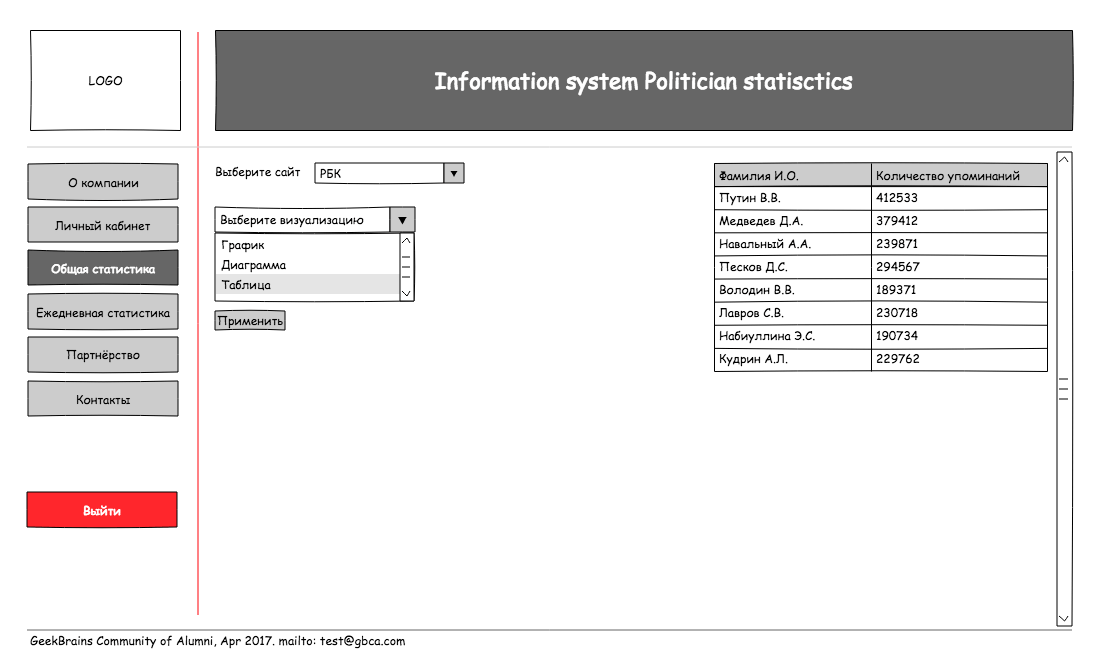 LOGO
Information system Politician statisctics
О компании
Личный кабинет
Общая статистика
Ежедневная статистика
Партнёрство
Контакты
Выйти
Выберите сайт РБК
Выберите визуализацию
График
Диаграмма
Таблица
Применить
Фамилия И.О. Количество упоминаний
Путин В.В. 412533
Медведев Д.А. 379412
Навальный А.А. 239871
Песков Д.С. 294567
Володин В.В. 189371
Лавров С.В. 230718
Набиуллина Э.С. 190734
Кудрин А.Л. 229762
GeekBrains Community of Alumni, Apr 2017. mailto: test@gbca.com